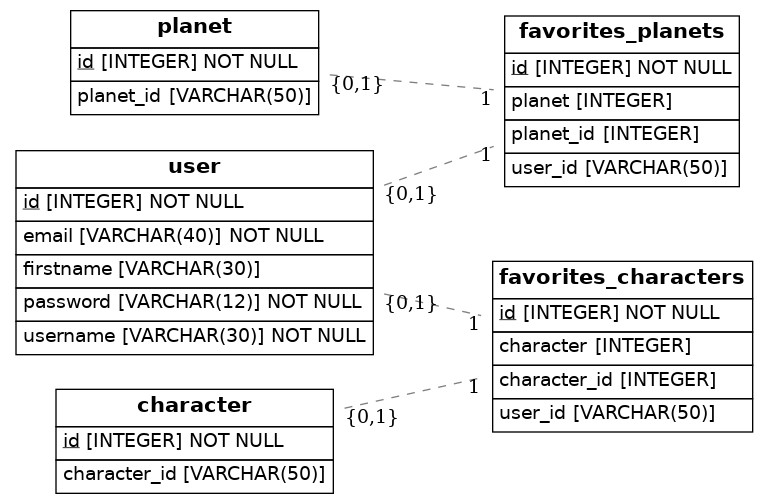 planet
id [INTEGER] NOT NULL
planet_id [VARCHAR(50)]
{0,1}
1
favorites_planets
id [INTEGER] NOT NULL
planet [INTEGER]
planet_id [INTEGER]
user_id [VARCHAR(50)]
user
id [INTEGER] NOT NULL
email [VARCHAR(40)] NOT NULL
firstname [VARCHAR(30)]
password [VARCHAR(12)] NOT NULL
username [VARCHAR(30)] NOT NULL
{0,1}
1
{0,1}
1
favorites_characters
id [INTEGER] NOT NULL
character [INTEGER]
character_id [INTEGER]
user_id [VARCHAR(50)]
character
id [INTEGER] NOT NULL
character_id [VARCHAR(50)]
{0,1}
1